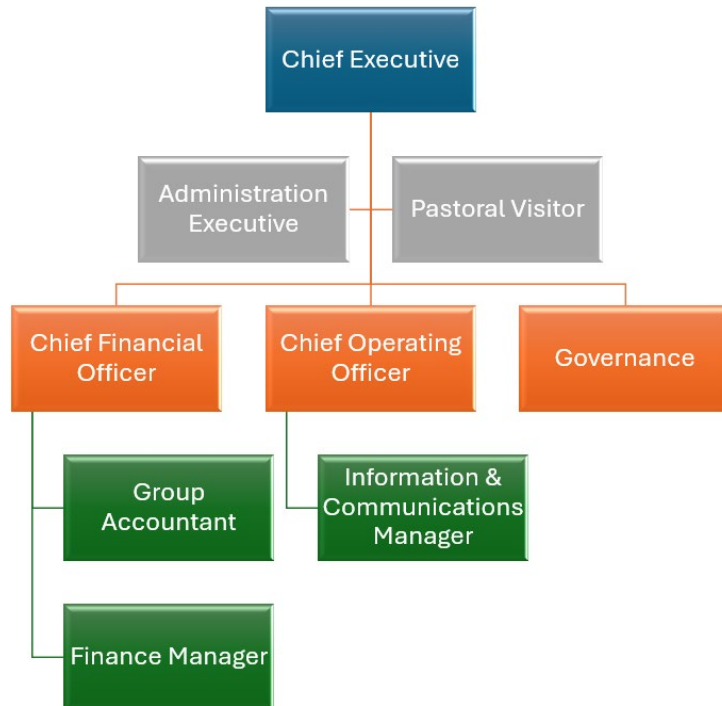 Chief Executive
Administration
Executive
Pastoral Visitor
Chief Financial
Officer
Chief Operating
Officer
Governance
Group
Accountant
Information &
Communications
Manager
Finance Manager